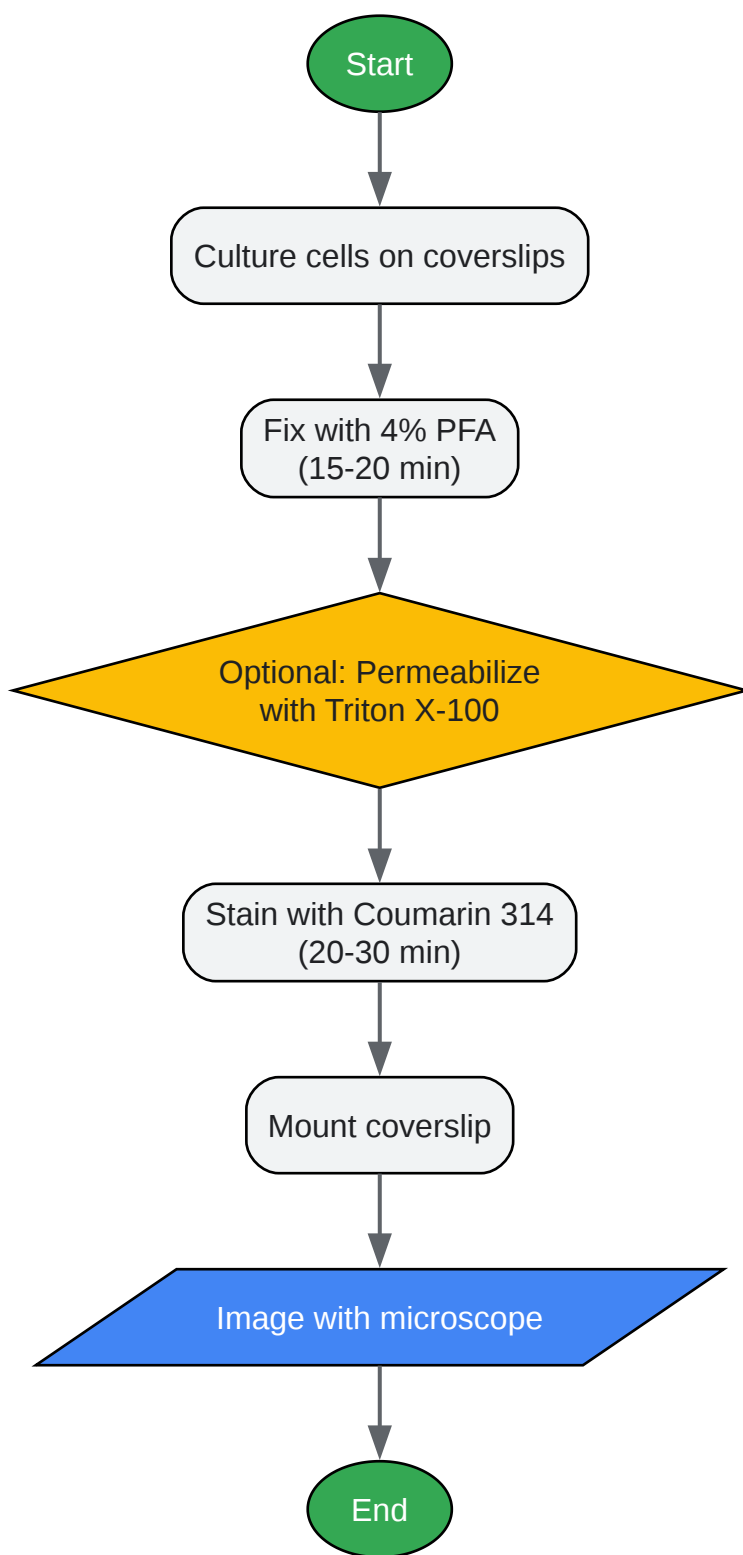 Start
Culture cells on coverslips
Fix with 4% PFA
(15-20 min)
Optional: Permeabilize
with Triton X-100
Stain with Coumarin 314
(20-30 min)
Mount coverslip
Image with microscope
End